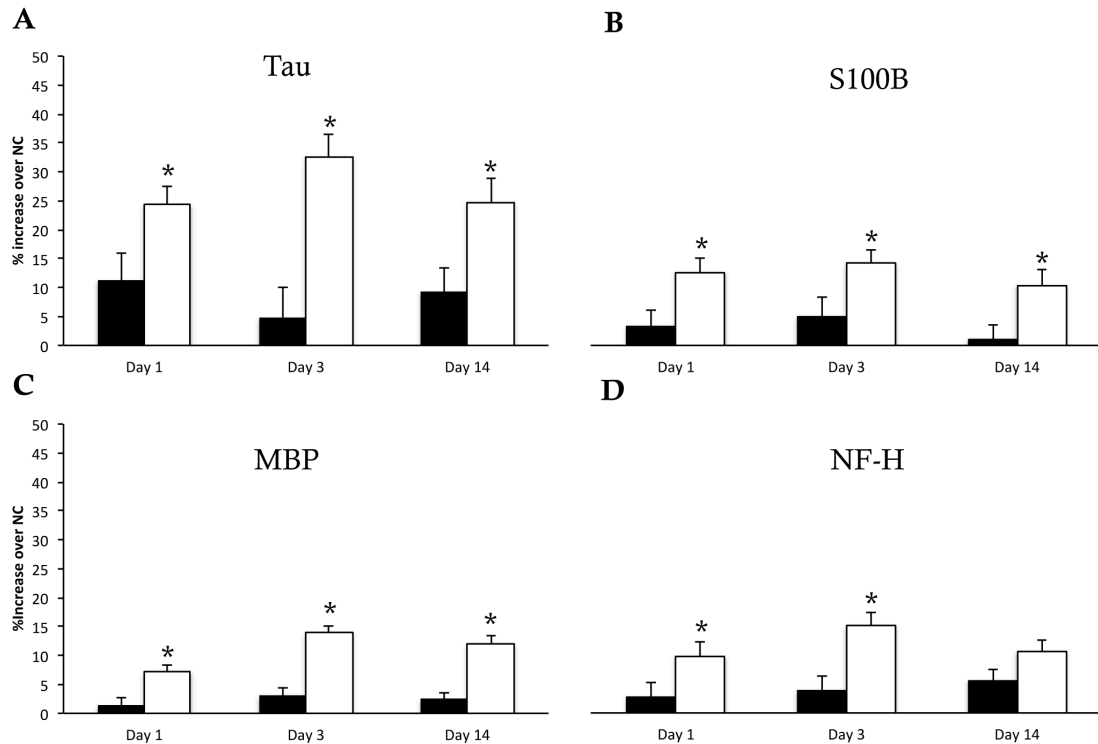 A
Tau
% increase over NC
50
45
40
35
30
25
20
15
10
5
0
* * *
Day 1 Day 3 Day 14
B
S100B
* * *
Day 1 Day 3 Day 14
C
MBP
%Increase over NC
50
45
40
35
30
25
20
15
10
5
0
* * *
Day 1 Day 3 Day 14
D
NF-H
* *
Day 1 Day 3 Day 14